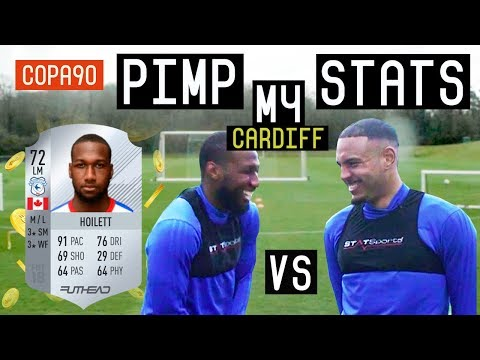 COPA90
PIMP
MY
STATS
CARDIFF
72
LM
M / L
3★ SM
3★ WF
HOILETT
91 PAC 76 DRI
69 SHO 29 DEF
64 PAS 64 PHY
FUTHEAD
VS
STATSports